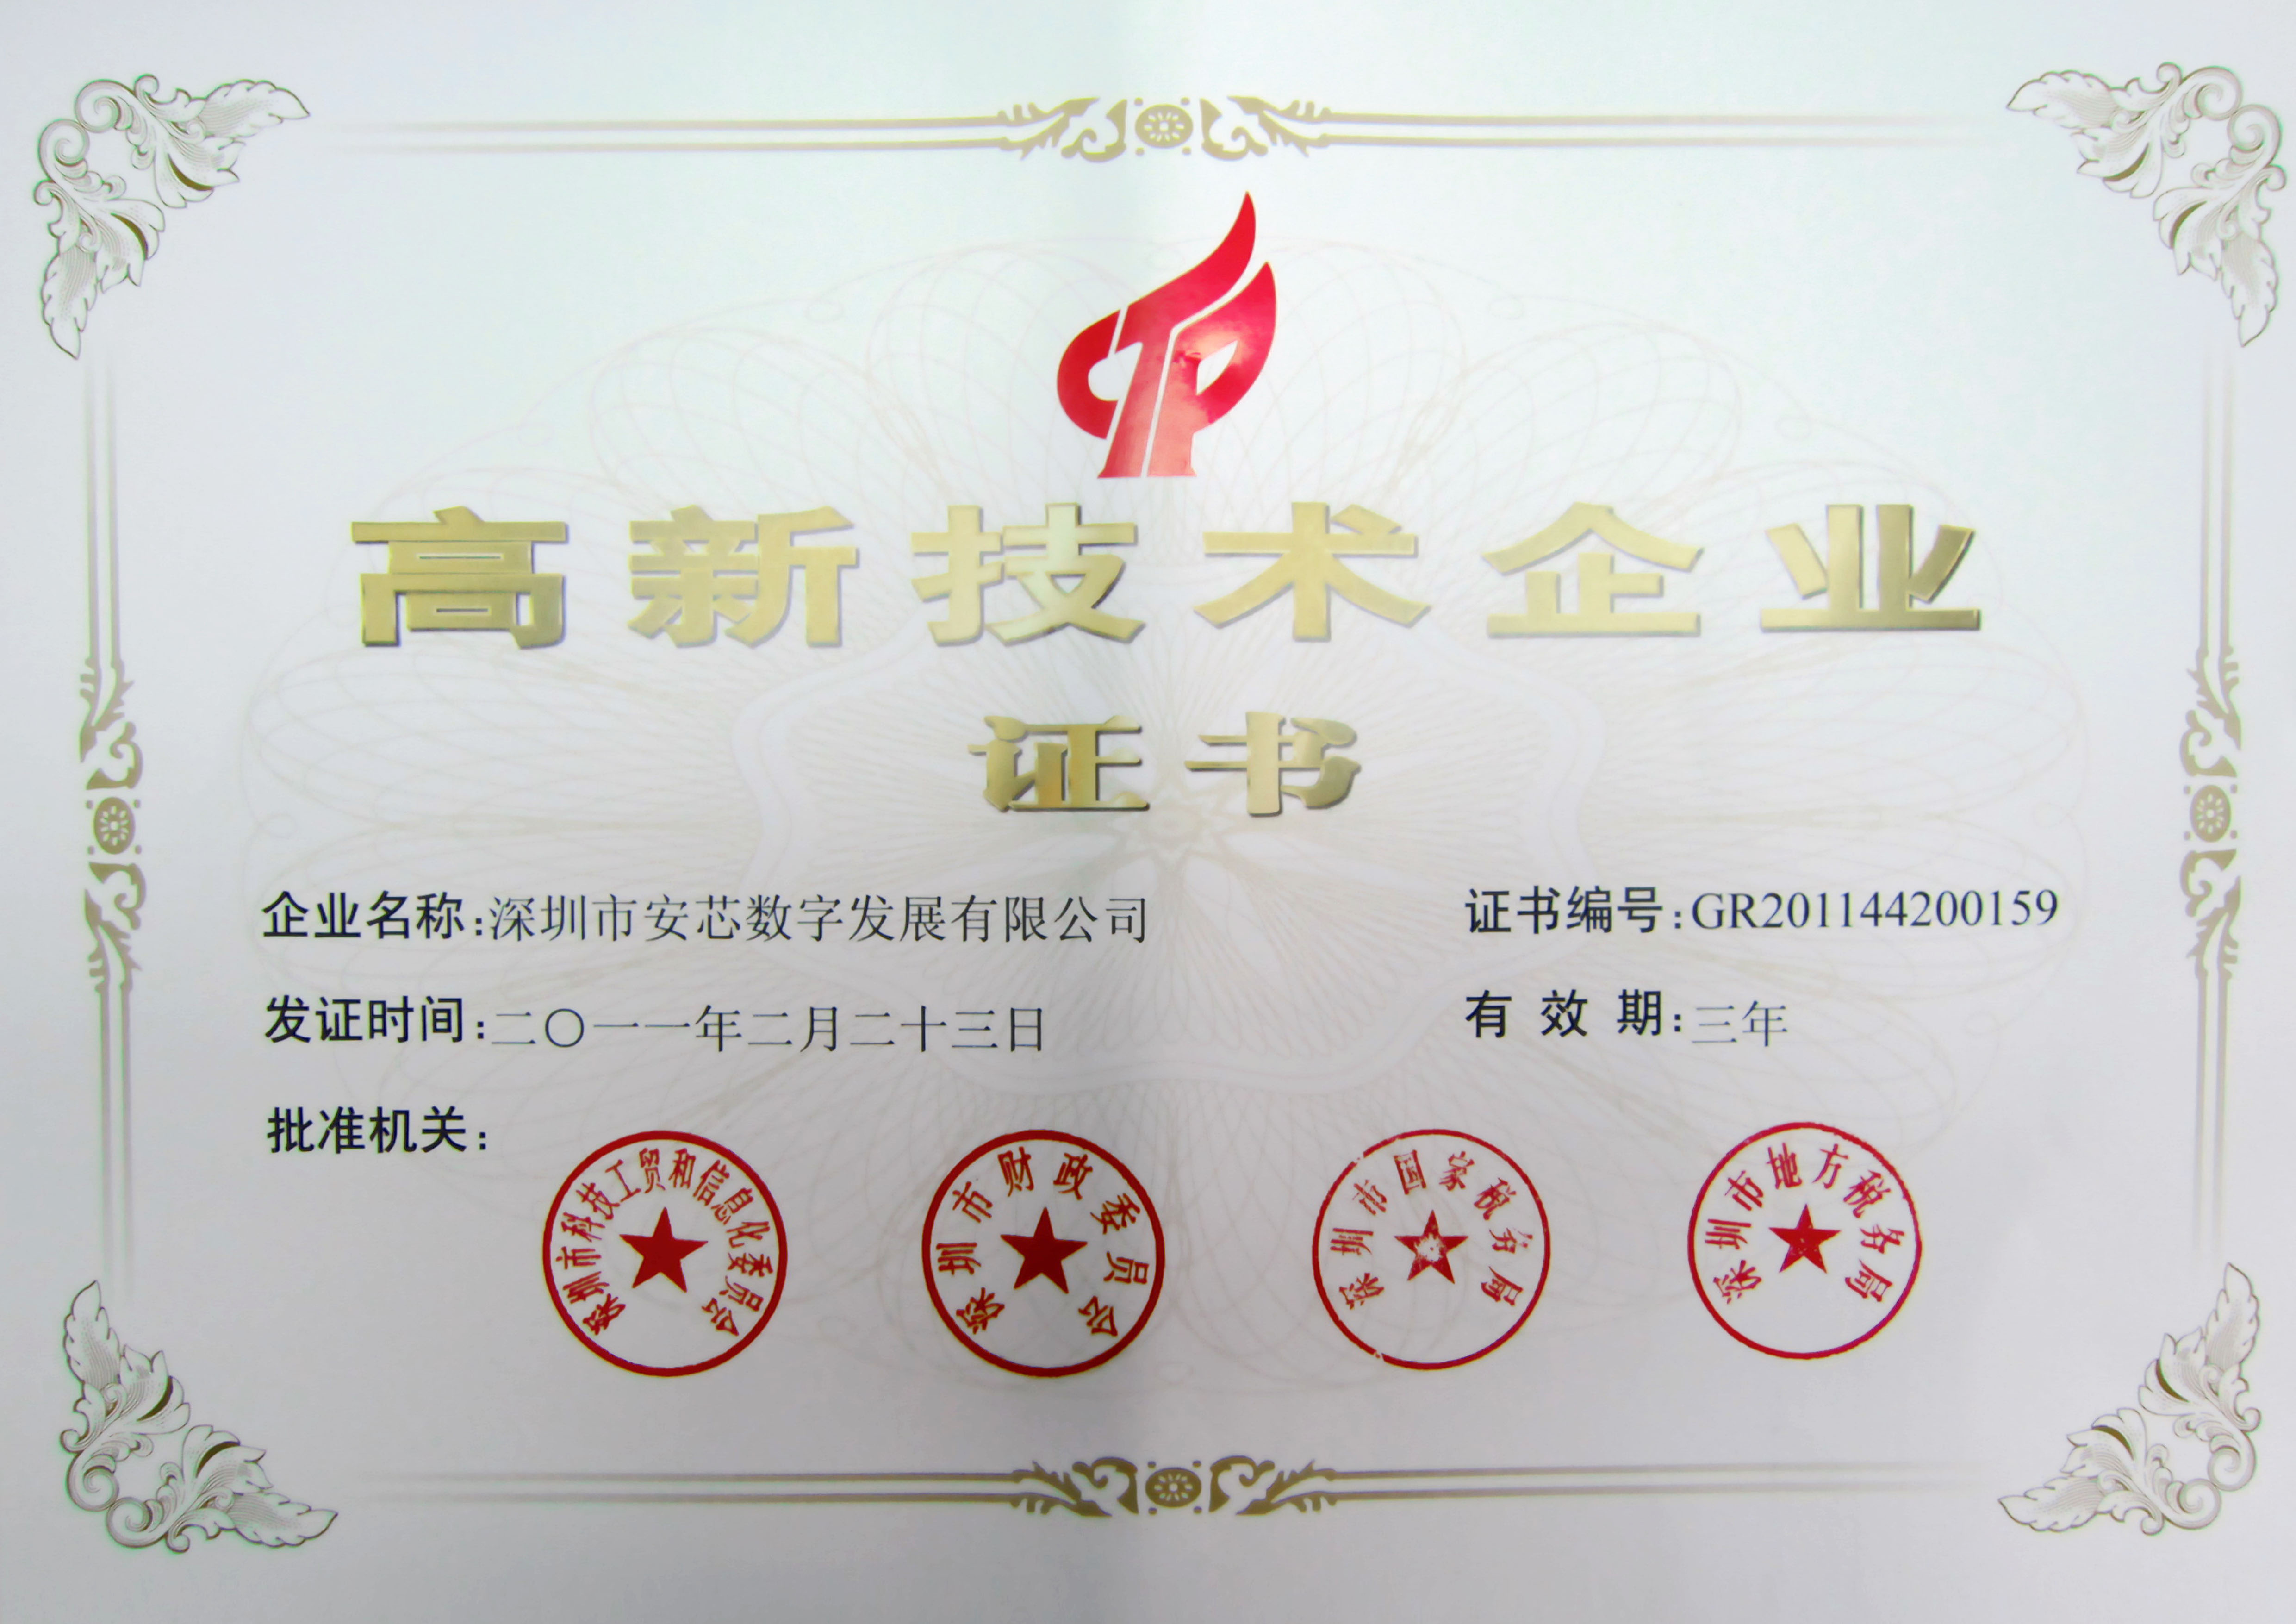 高新技术企业
证书
企业名称:深圳市安芯数字发展有限公司
证书编号:GR201144200159
发证时间:二〇一一年二月二十三日
有效期:三年
批准机关:
深圳市科技工贸和信息化委员会
深圳市财政委员会
深圳市国家税务局
深圳市地方税务局